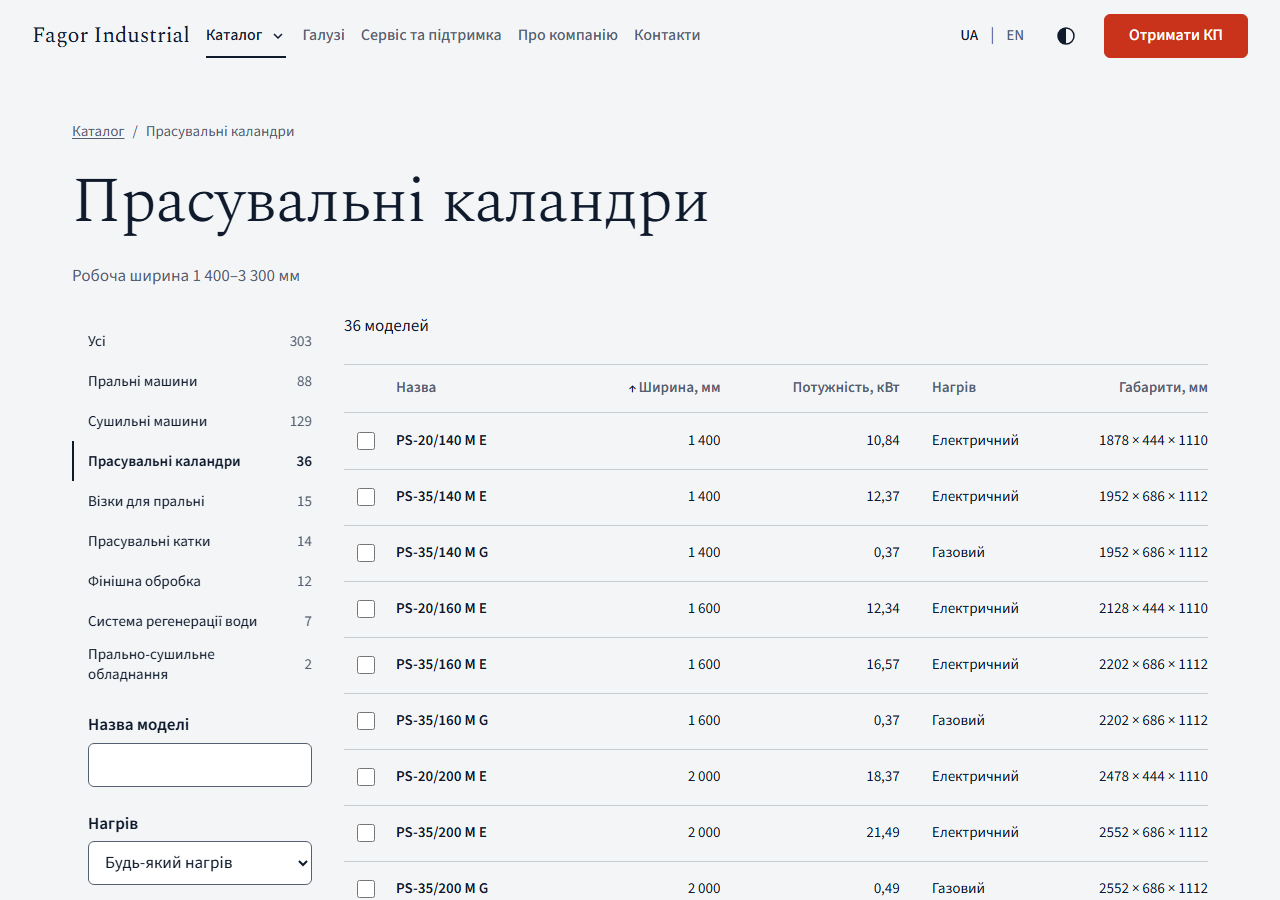 Fagor Industrial Каталог Галузі Сервіс та підтримка Про компанію Контакти UA | EN Отримати КП
Каталог / Прасувальні каландри
Прасувальні каландри
Робоча ширина 1 400–3 300 мм
36 моделей
Усі 303
Пральні машини 88
Сушильні машини 129
Прасувальні каландри 36
Візки для пральні 15
Прасувальні катки 14
Фінішна обробка 12
Система регенерації води 7
Прально-сушильне
обладнання 2
Назва моделі
Нагрів
Будь-який нагрів
Назва ↑ Ширина, мм Потужність, кВт Нагрів Габарити, мм
PS-20/140 M E 1 400 10,84 Електричний 1878 × 444 × 1110
PS-35/140 M E 1 400 12,37 Електричний 1952 × 686 × 1112
PS-35/140 M G 1 400 0,37 Газовий 1952 × 686 × 1112
PS-20/160 M E 1 600 12,34 Електричний 2128 × 444 × 1110
PS-35/160 M E 1 600 16,57 Електричний 2202 × 686 × 1112
PS-35/160 M G 1 600 0,37 Газовий 2202 × 686 × 1112
PS-20/200 M E 2 000 18,37 Електричний 2478 × 444 × 1110
PS-35/200 M E 2 000 21,49 Електричний 2552 × 686 × 1112
PS-35/200 M G 2 000 0,49 Газовий 2552 × 686 × 1112